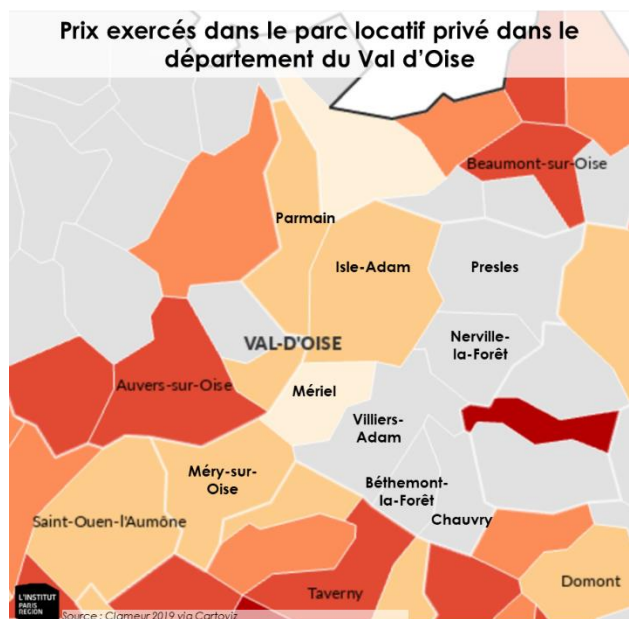 Prix exercés dans le parc locatif privé dans le
département du Val d'Oise
Beaumont-sur-Oise
Parmain
Isle-Adam
Presles
Nerville-
la-Forêt
VAL-D'OISE
Auvers-sur-Oise
Mériel
Villiers-
Adam
Méry-sur-
Oise
Béthemont-
la-Forêt
Chauvry
Saint-Ouen-l'Aumône
Domont
Taverny
L'INSTITUT
PARIS
REGION
Source : Clameur 2019 via Cartoviz